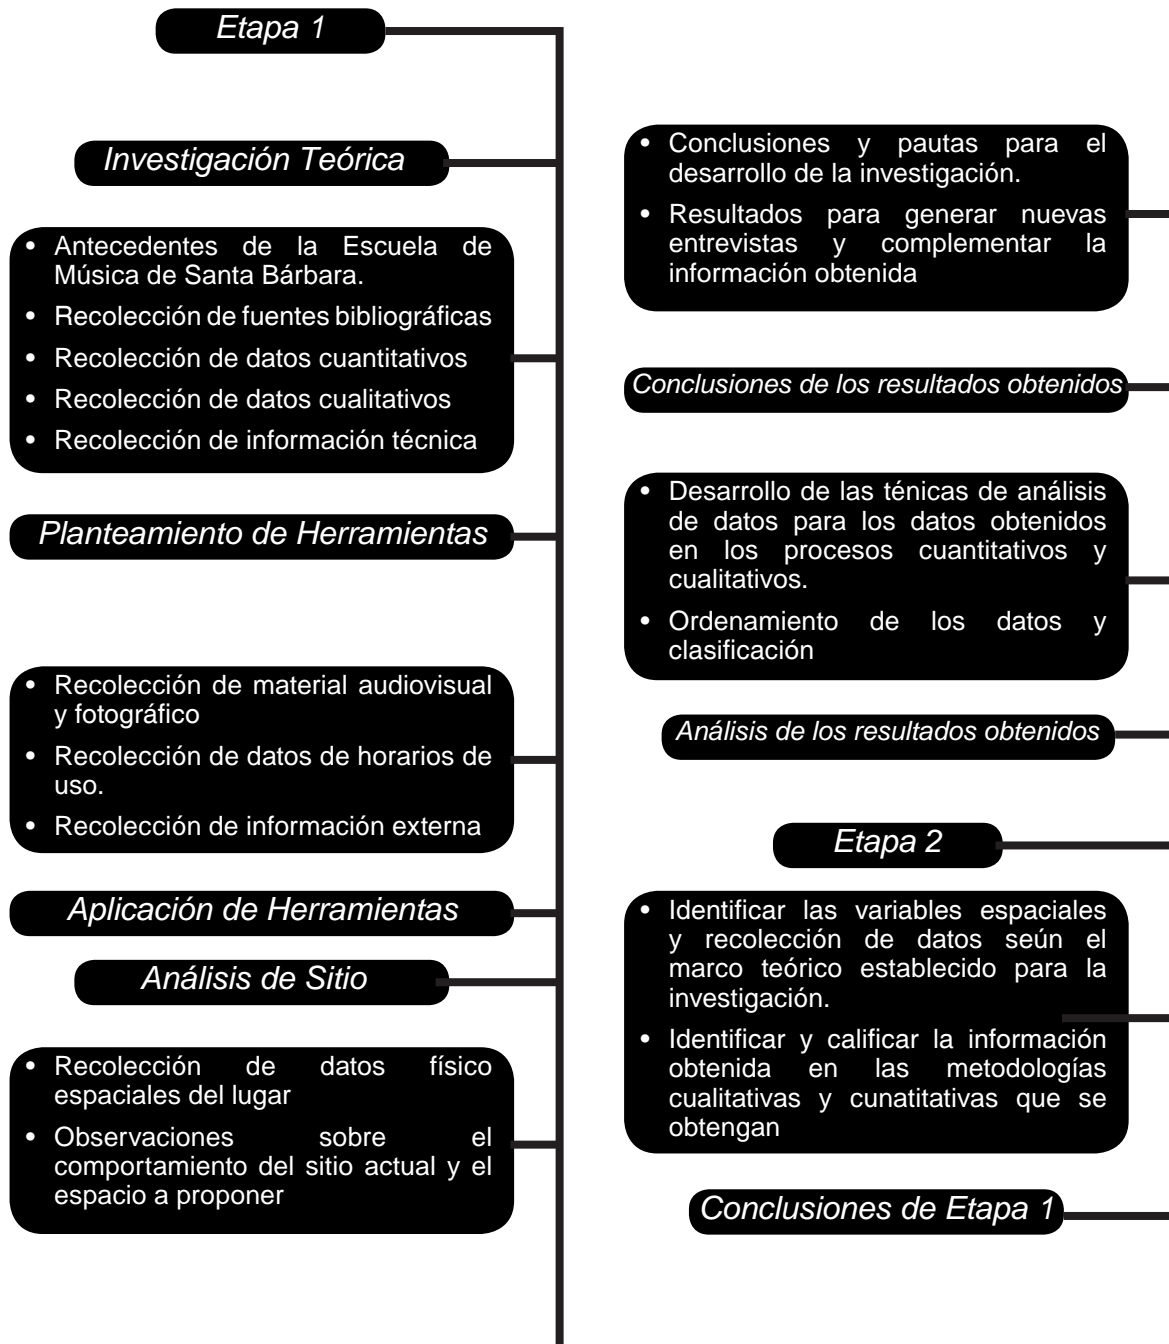 Etapa 1
Investigación Teórica
• Antecedentes de la Escuela de
Música de Santa Bárbara.
• Recolección de fuentes bibliográficas
• Recolección de datos cuantitativos
• Recolección de datos cualitativos
• Recolección de información técnica
Planteamiento de Herramientas
• Recolección de material audiovisual
y fotográfico
• Recolección de datos de horarios de
uso.
• Recolección de información externa
Aplicación de Herramientas
Análisis de Sitio
• Recolección de datos físico
espaciales del lugar
• Observaciones sobre el
comportamiento del sitio actual y el
espacio a proponer
• Conclusiones y pautas para el
desarrollo de la investigación.
• Resultados para generar nuevas
entrevistas y complementar la
información obtenida
Conclusiones de los resultados obtenidos
• Desarrollo de las ténicas de análisis
de datos para los datos obtenidos
en los procesos cuantitativos y
cualitativos.
• Ordenamiento de los datos y
clasificación
Análisis de los resultados obtenidos
Etapa 2
• Identificar las variables espaciales
y recolección de datos seún el
marco teórico establecido para la
investigación.
• Identificar y calificar la información
obtenida en las metodologías
cualitativas y cunatitativas que se
obtengan
Conclusiones de Etapa 1